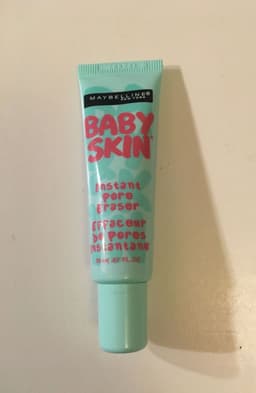 MAYBELLINE
NEW YORK
BABY
SKIN
Instant
Pore
Eraser
Effaceur
De Pores
Instantané